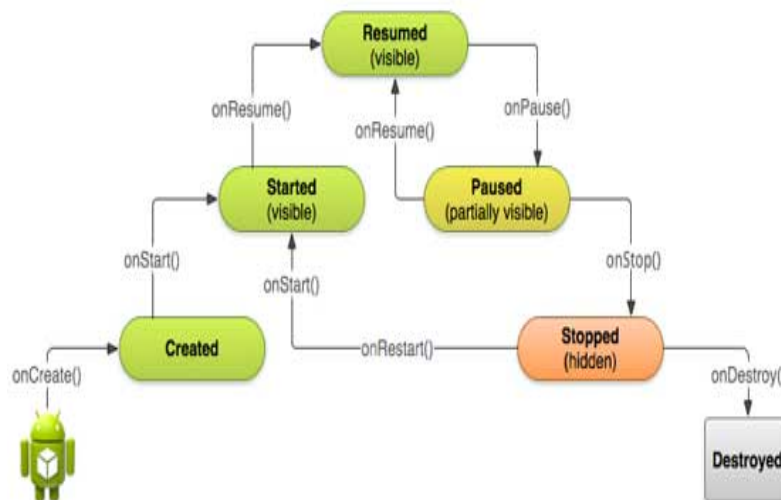 Resumed
(visible)
onResume()
onResume()
onPause()
Started
(visible)
Paused
(partially visible)
onStart()
onStart()
onStop()
Created
onRestart()
Stopped
(hidden)
onCreate()
onDestroy(
Destroyed